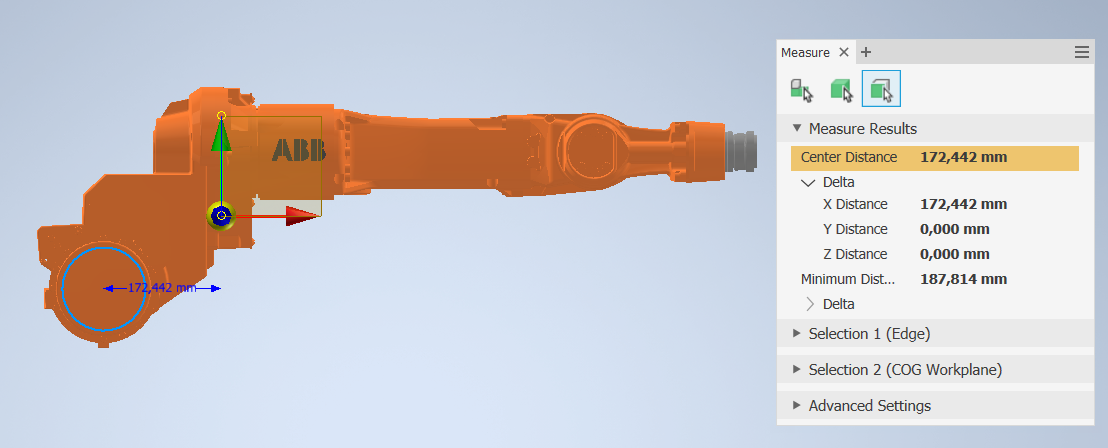 Measure
Measure Results
Center Distance 172,442 mm
Delta
X Distance 172,442 mm
Y Distance 0,000 mm
Z Distance 0,000 mm
Minimum Dist... 187,814 mm
Delta
Selection 1 (Edge)
Selection 2 (COG Workplane)
Advanced Settings
ABB
172,442 mm